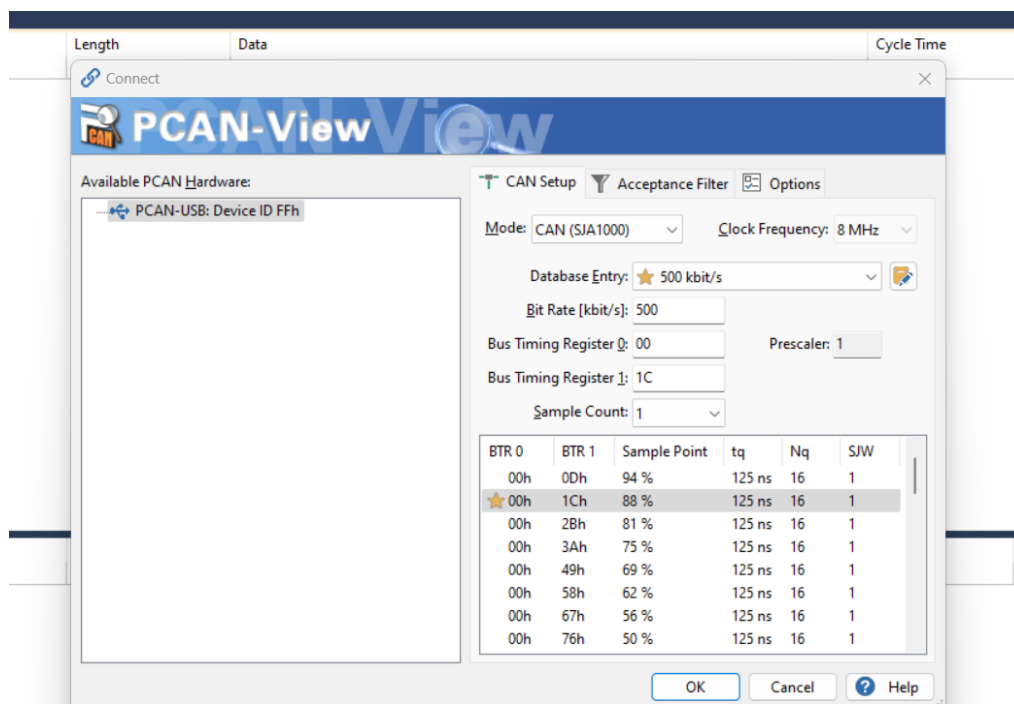 Length Data Cycle Time
Connect
PCAN-View
View
CAN
Available PCAN Hardware:
PCAN-USB: Device ID FFh
CAN Setup Acceptance Filter Options
Mode: CAN (SJA1000) Clock Frequency: 8 MHz
Database Entry: 500 kbit/s
Bit Rate [kbit/s]: 500
Bus Timing Register 0: 00 Prescaler: 1
Bus Timing Register 1: 1C
Sample Count: 1
BTR 0 BTR 1 Sample Point tq Nq SJW
00h 0Dh 94 % 125 ns 16 1
00h 1Ch 88 % 125 ns 16 1
00h 2Bh 81 % 125 ns 16 1
00h 3Ah 75 % 125 ns 16 1
00h 49h 69 % 125 ns 16 1
00h 58h 62 % 125 ns 16 1
00h 67h 56 % 125 ns 16 1
00h 76h 50 % 125 ns 16 1
OK Cancel Help